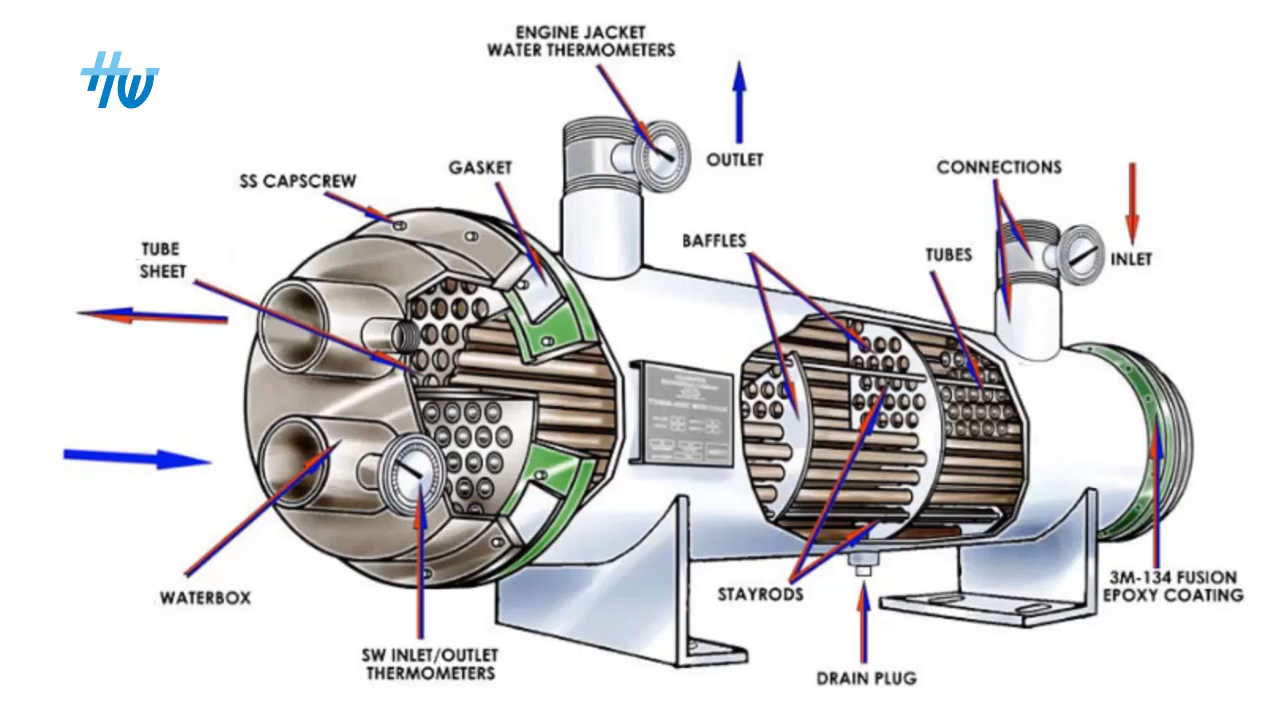 HW
ENGINE JACKET
WATER THERMOMETERS
OUTLET
GASKET
CONNECTIONS
SS CAPSCREW
BAFFLES
TUBES
INLET
TUBE
SHEET
WATERBOX
STAYRODS
3M-134 FUSION
EPOXY COATING
SW INLET/OUTLET
THERMOMETERS
DRAIN PLUG